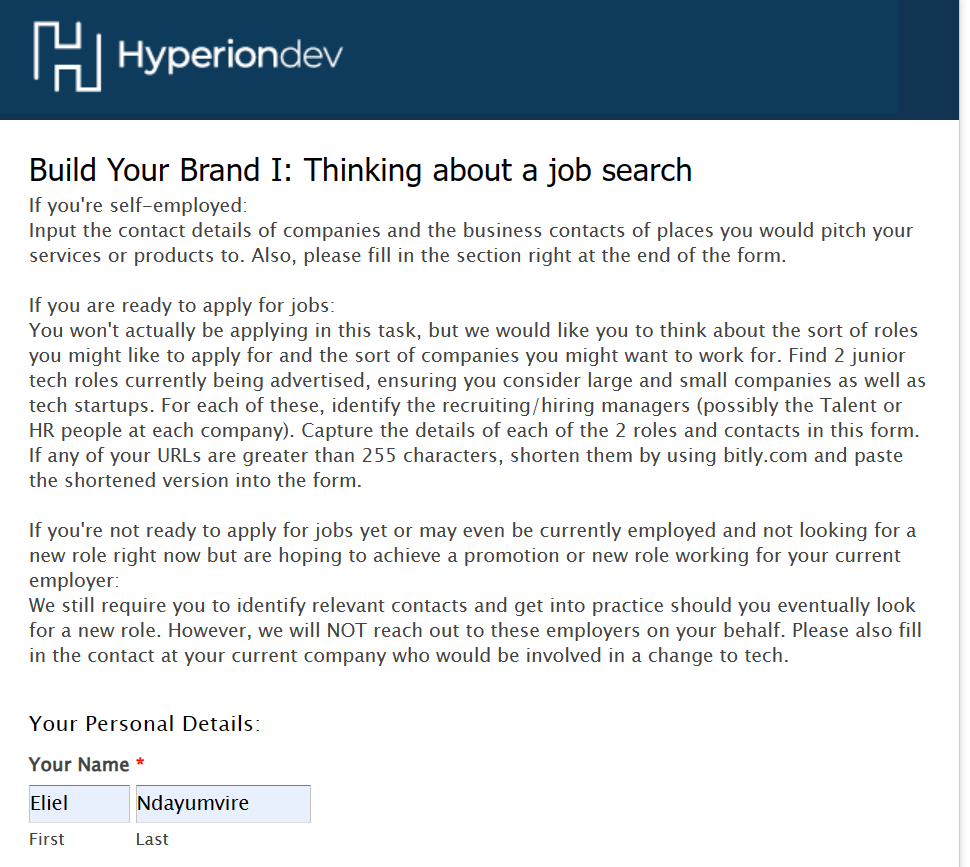 Hyperiondev
Build Your Brand I: Thinking about a job search
If you're self-employed:
Input the contact details of companies and the business contacts of places you would pitch your
services or products to. Also, please fill in the section right at the end of the form.
If you are ready to apply for jobs:
You won't actually be applying in this task, but we would like you to think about the sort of roles
you might like to apply for and the sort of companies you might want to work for. Find 2 junior
tech roles currently being advertised, ensuring you consider large and small companies as well as
tech startups. For each of these, identify the recruiting/hiring managers (possibly the Talent or
HR people at each company). Capture the details of each of the 2 roles and contacts in this form.
If any of your URLs are greater than 255 characters, shorten them by using bitly.com and paste
the shortened version into the form.
If you're not ready to apply for jobs yet or may even be currently employed and not looking for a
new role right now but are hoping to achieve a promotion or new role working for your current
employer:
We still require you to identify relevant contacts and get into practice should you eventually look
for a new role. However, we will NOT reach out to these employers on your behalf. Please also fill
in the contact at your current company who would be involved in a change to tech.
Your Personal Details:
Your Name *
Eliel Ndayumvire
First Last